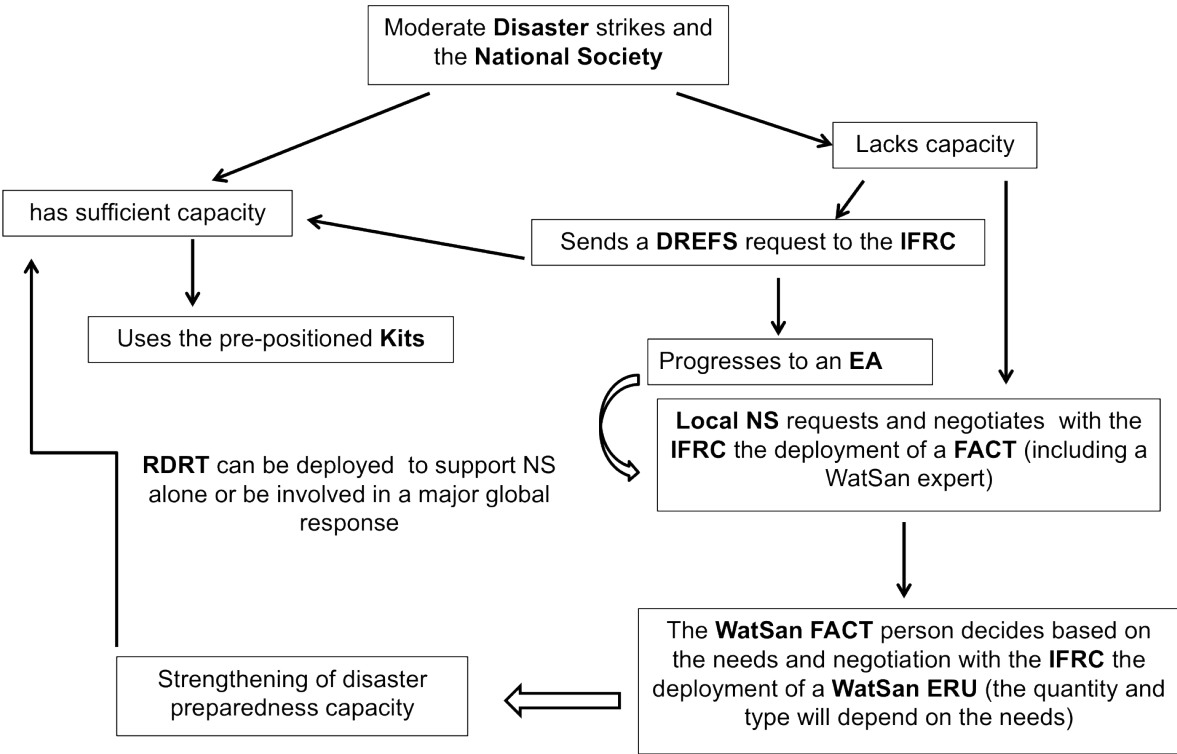 Moderate Disaster strikes and
the National Society
Lacks capacity
has sufficient capacity
Sends a DREFS request to the IFRC
Uses the pre-positioned Kits
Progresses to an EA
Local NS requests and negotiates with the
IFRC the deployment of a FACT (including a
WatSan expert)
RDRT can be deployed to support NS
alone or be involved in a major global
response
The WatSan FACT person decides based on
the needs and negotiation with the IFRC the
deployment of a WatSan ERU (the quantity and
type will depend on the needs)
Strengthening of disaster
preparedness capacity